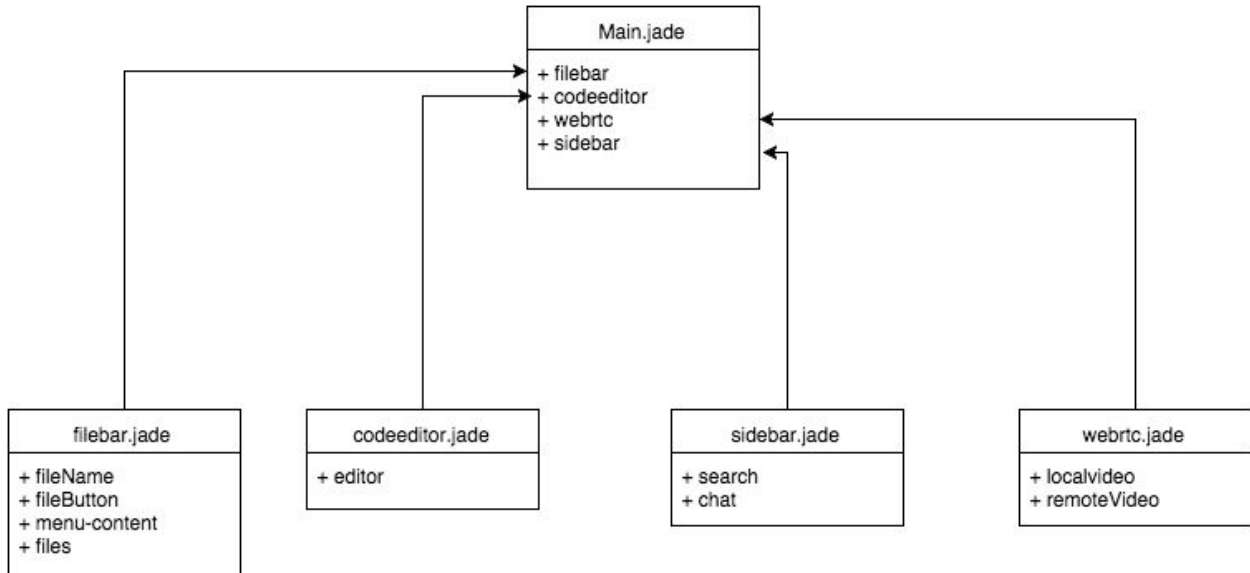 Main.jade
+ filebar
+ codeeditor
+ webrtc
+ sidebar
filebar.jade
+ fileName
+ fileButton
+ menu-content
+ files
codeeditor.jade
+ editor
sidebar.jade
+ search
+ chat
webrtc.jade
+ localvideo
+ remoteVideo